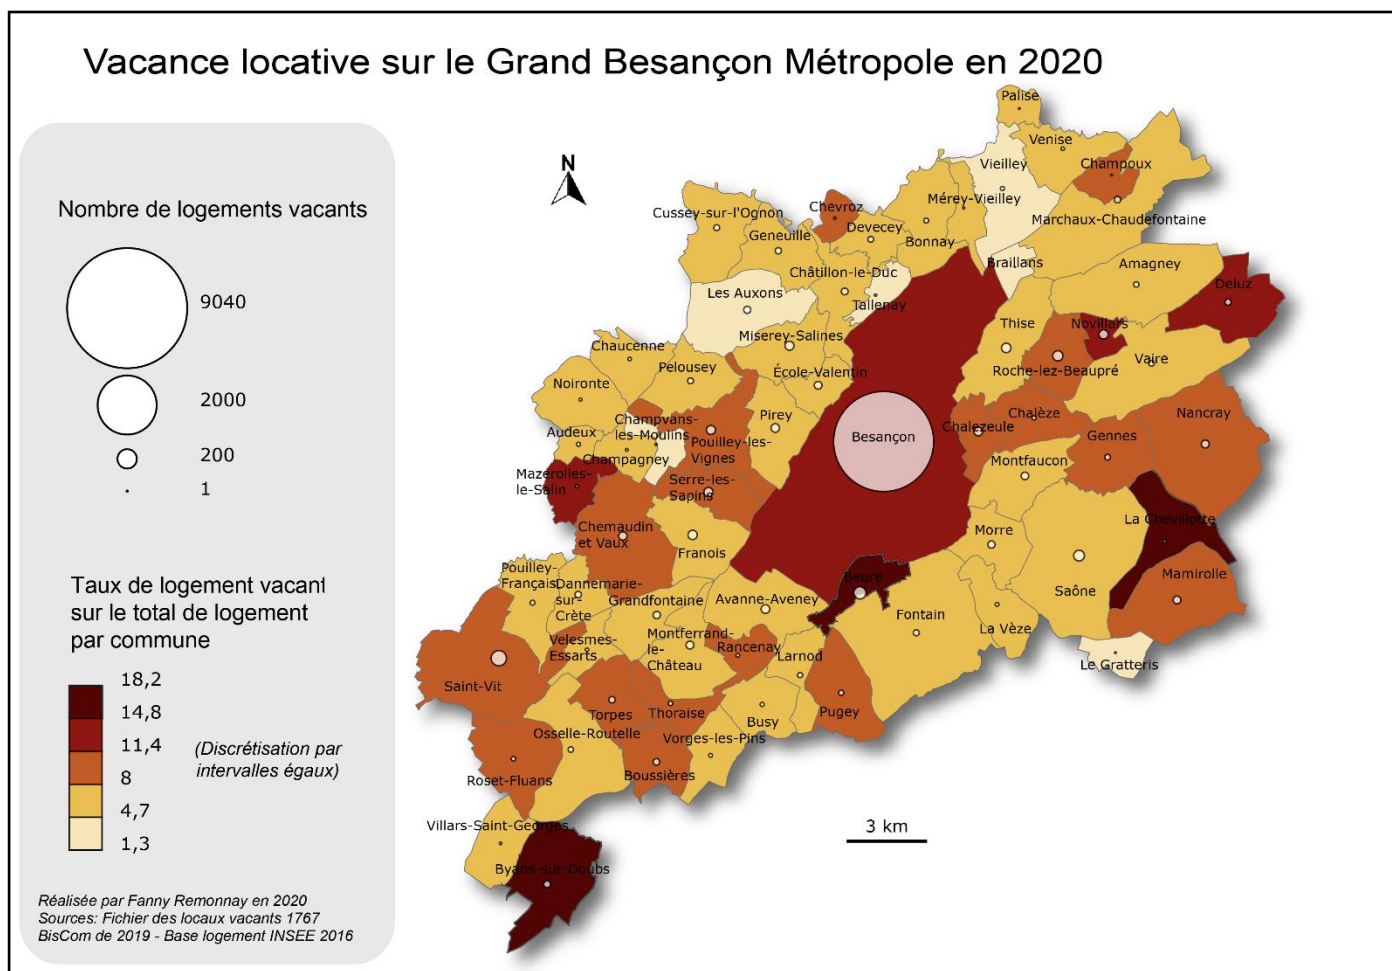 Vacance locative sur le Grand Besançon Métropole en 2020
Nombre de logements vacants
9040
2000
200
1
Taux de logement vacant
sur le total de logement
par commune
18,2
14,8
11,4
8
4,7
1,3
(Discrétisation par
intervalles égaux)
Réalisée par Fanny Remonnay en 2020
Sources: Fichier des locaux vacants 1767
BisCom de 2019 - Base logement INSEE 2016
N
Palise
Venise
Vieilley
Champoux
Mérey-Vieilley
Chevroz
Cussey-sur-l'Ognon
Marchaux-Chaudefontaine
Devecey
Geneuille
Bonnay
Braillans
Amagney
Châtillon-le-Duc
Deluz
Les Auxons
Tallenay
Thise
Novillars
Miserey-Salines
Chaucenne
Vaire
Pelousey
École-Valentin
Roche-lez-Beaupré
Noironte
Champvans-
les-Moulins
Pirey
Chalèze
Nancray
Audeux
Besançon
Chalezeule
Gennes
Pouilley-les-
Vignes
Champagney
Montfaucon
Mazerolles-
le-Salin
Serre-les-
Sapins
La Chevillotte
Chemaudin
et Vaux
Franois
Morre
Pouilley-
Français
Dannemarie-
sur-
Crète
Beure
Mamirolle
Saône
Grandfontaine
Avanne-Aveney
Fontain
La Vèze
Velesmes-
Essarts
Montferrand-
le-
Château
Rancenay
Larnod
Le Gratteris
Saint-Vit
Torpes
Thoraise
Pugey
Busy
Osselle-Routelle
Vorges-les-Pins
Roset-Fluans
Boussières
Villars-Saint-Georges
3 km
Byans-sur-Doubs